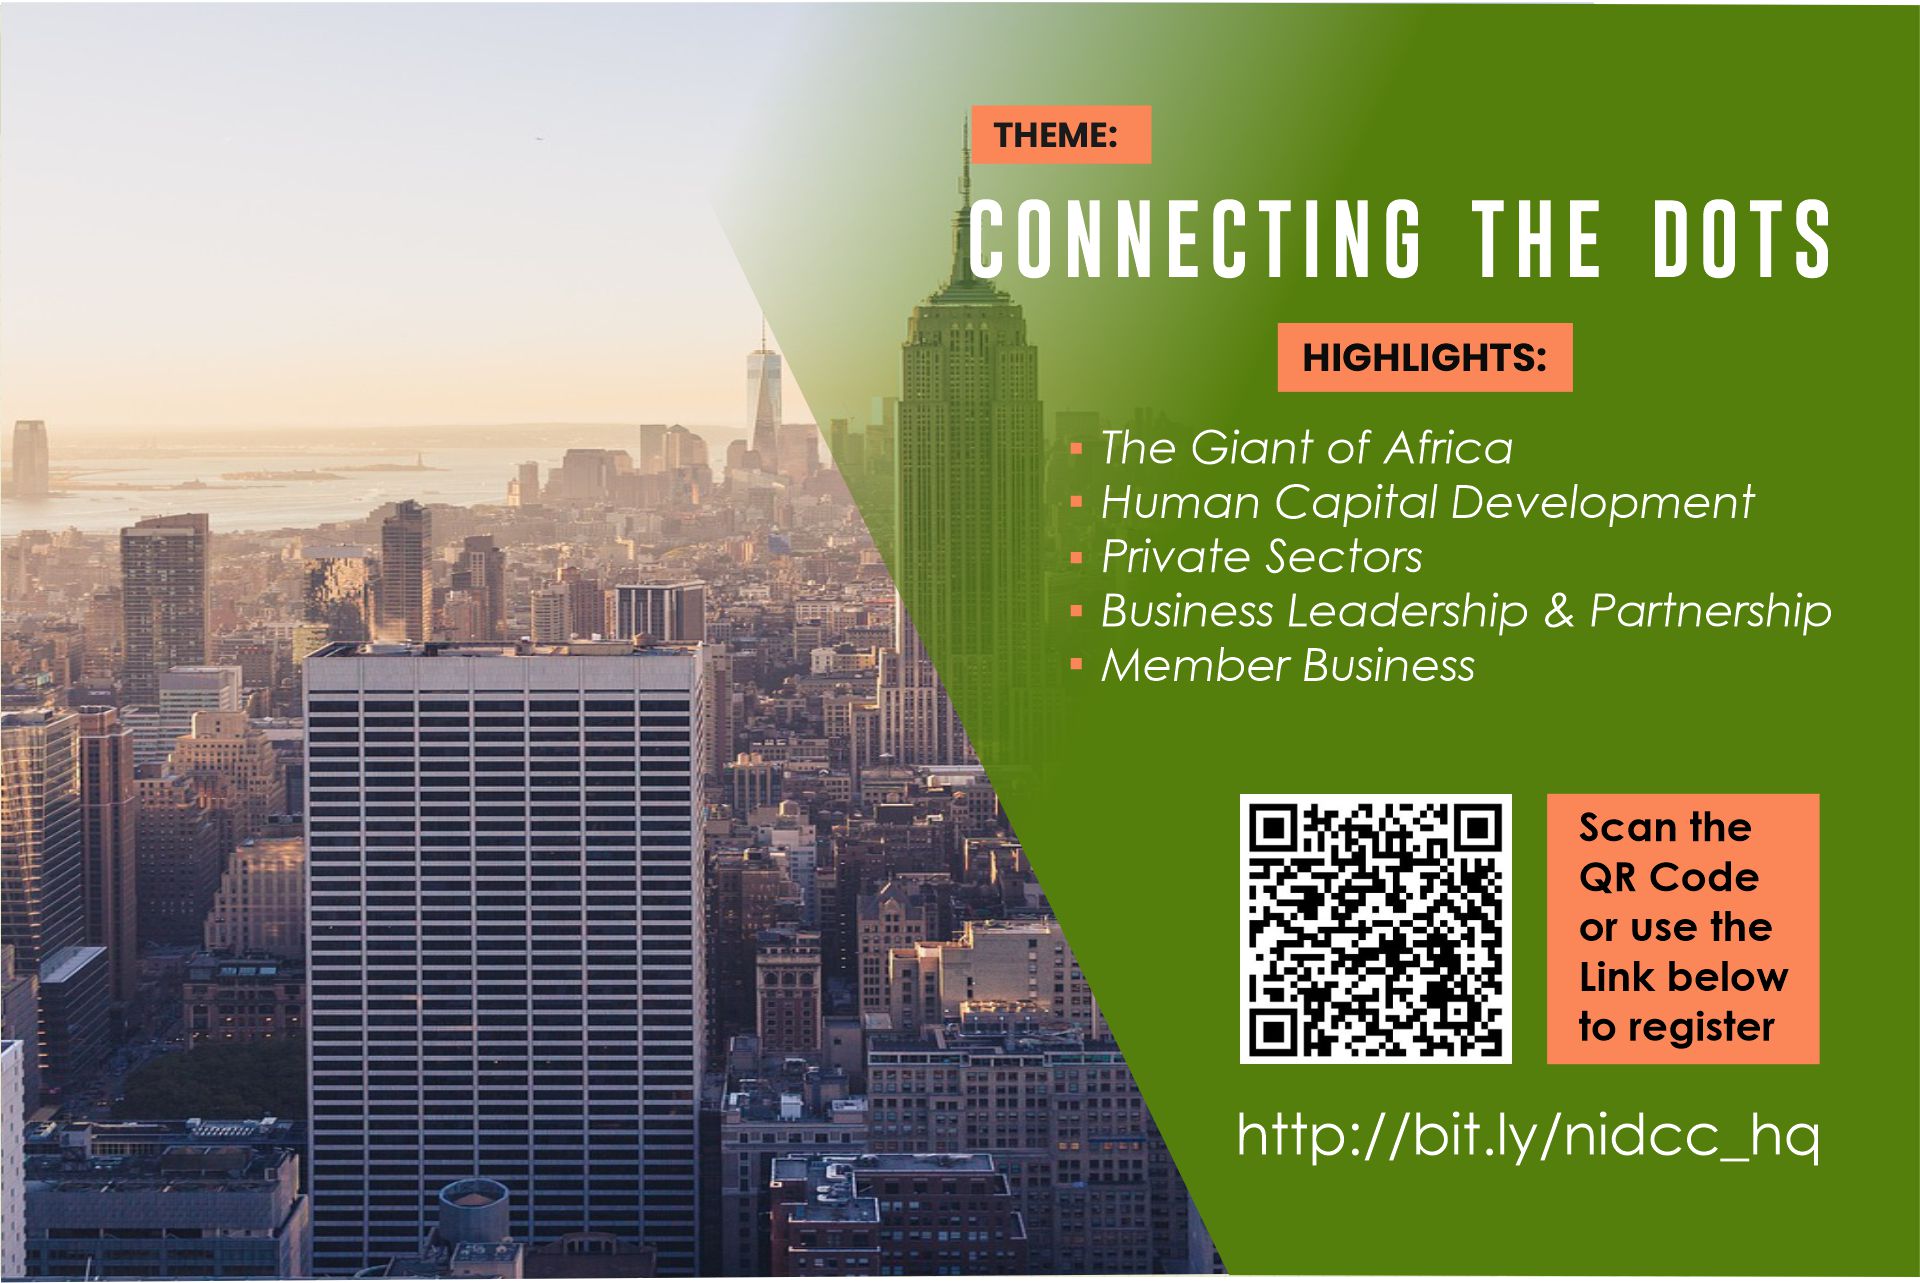 THEME:
CONNECTING THE DOTS
HIGHLIGHTS:
The Giant of Africa
Human Capital Development
Private Sectors
Business Leadership & Partnership
Member Business
Scan the
QR Code
or use the
Link below
to register
http://bit.ly/nidcc_hq